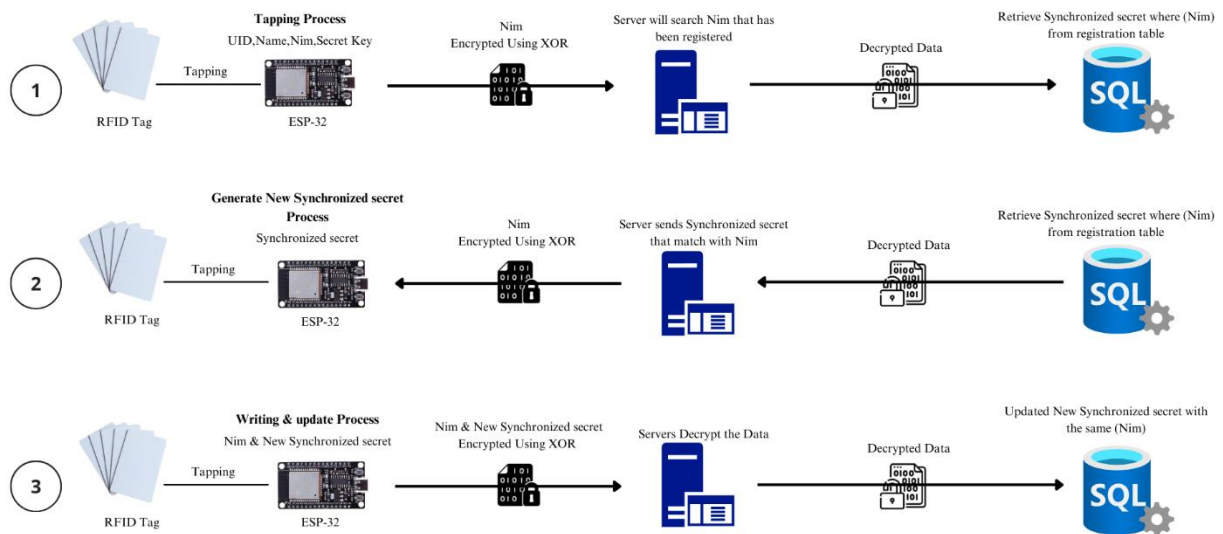 1
Tapping Process
UID,Name,Nim,Secret Key
Tapping
RFID Tag
ESP-32
Nim
Encrypted Using XOR
Server will search Nim that has
been registered
Decrypted Data
Retrieve Synchronized secret where (Nim)
from registration table
SQL
2
Generate New Synchronized secret
Process
Synchronized secret
Tapping
RFID Tag
ESP-32
Nim
Encrypted Using XOR
Server sends Synchronized secret
that match with Nim
Decrypted Data
Retrieve Synchronized secret where (Nim)
from registration table
SQL
3
Writing & update Process
Nim & New Synchronized secret
Tapping
RFID Tag
ESP-32
Nim & New Synchronized secret
Encrypted Using XOR
Servers Decrypt the Data
Decrypted Data
Updated New Synchronized secret with
the same (Nim)
SQL